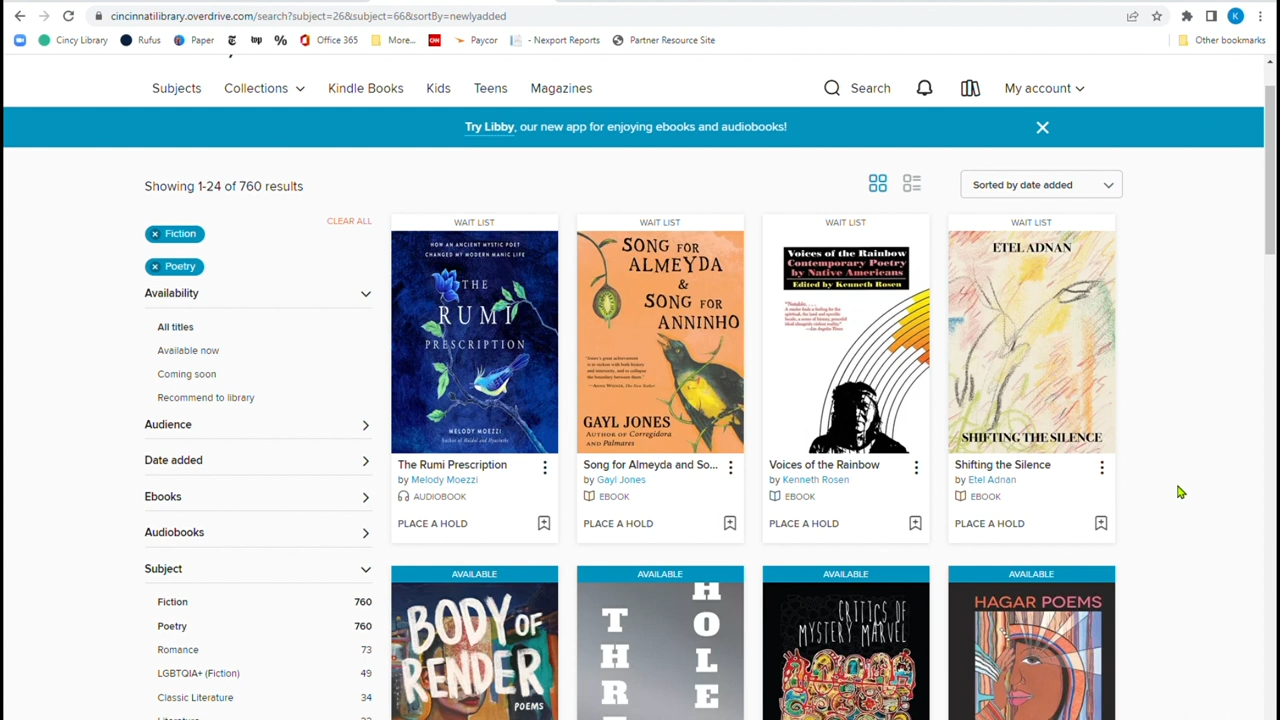 cincinnatilibrary.overdrive.com/search?subject=26&subject=66&sortBy=newlyadded
K
Cincy Library Rufus Paper wp % Office 365 More... CNN Paycor - Nexport Reports Partner Resource Site Other bookmarks
Subjects Collections Kindle Books Kids Teens Magazines Search My account
Try Libby, our new app for enjoying ebooks and audiobooks!
Showing 1-24 of 760 results
Sorted by date added
CLEAR ALL
Fiction
Poetry
Availability
All titles
Available now
Coming soon
Recommend to library
Audience
Date added
Ebooks
Audiobooks
Subject
Fiction 760
Poetry 760
Romance 73
LGBTQIA+ (Fiction) 49
Classic Literature 34
WAIT LIST
HOW AN ANCIENT MYSTIC POET
CHANGED MY MODERN MANIC LIFE
THE
RUMI
PRESCRIPTION
MELODY MOEZZI
Author of Haldol and Hyacinths
The Rumi Prescription
by Melody Moezzi
AUDIOBOOK
PLACE A HOLD
WAIT LIST
SONG FOR
ALMEYDA
&
SONG FOR
ANNINHO
GAYL JONES
AUTHOR OF Corregidora
AND Palmares
Song for Almeyda and So...
by Gayl Jones
EBOOK
PLACE A HOLD
WAIT LIST
Voices of the Rainbow
Contemporary Poetry
by Native Americans
Edited by Kenneth Rosen
Voices of the Rainbow
by Kenneth Rosen
EBOOK
PLACE A HOLD
WAIT LIST
ETEL ADNAN
SHIFTING THE SILENCE
Shifting the Silence
by Etel Adnan
EBOOK
PLACE A HOLD
AVAILABLE
BODY OF
RENDER
POEMS
AVAILABLE
THR
HOLE
AVAILABLE
CRITICS OF
MYSTERY MARVEL
AVAILABLE
HAGAR POEMS